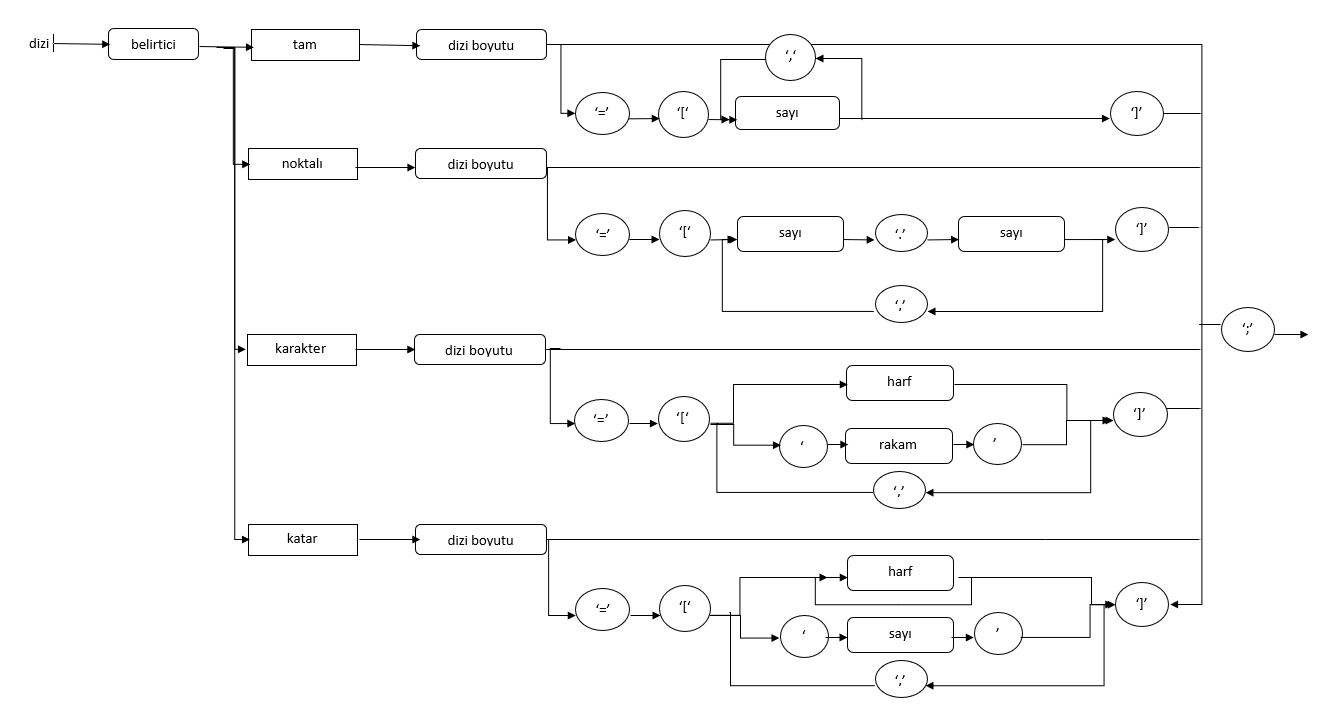 dizi
belirtici
tam
dizi boyutu
‘,‘
‘=’
‘[‘
sayı
‘]’
noktalı
dizi boyutu
‘=’
‘[‘
sayı
‘.’
sayı
‘]’
‘,’
‘;’
karakter
dizi boyutu
harf
‘=’
‘[‘
‘
rakam
’
‘]’
‘,’
katar
dizi boyutu
harf
‘=’
‘[‘
‘
sayı
’
‘]’
‘,’